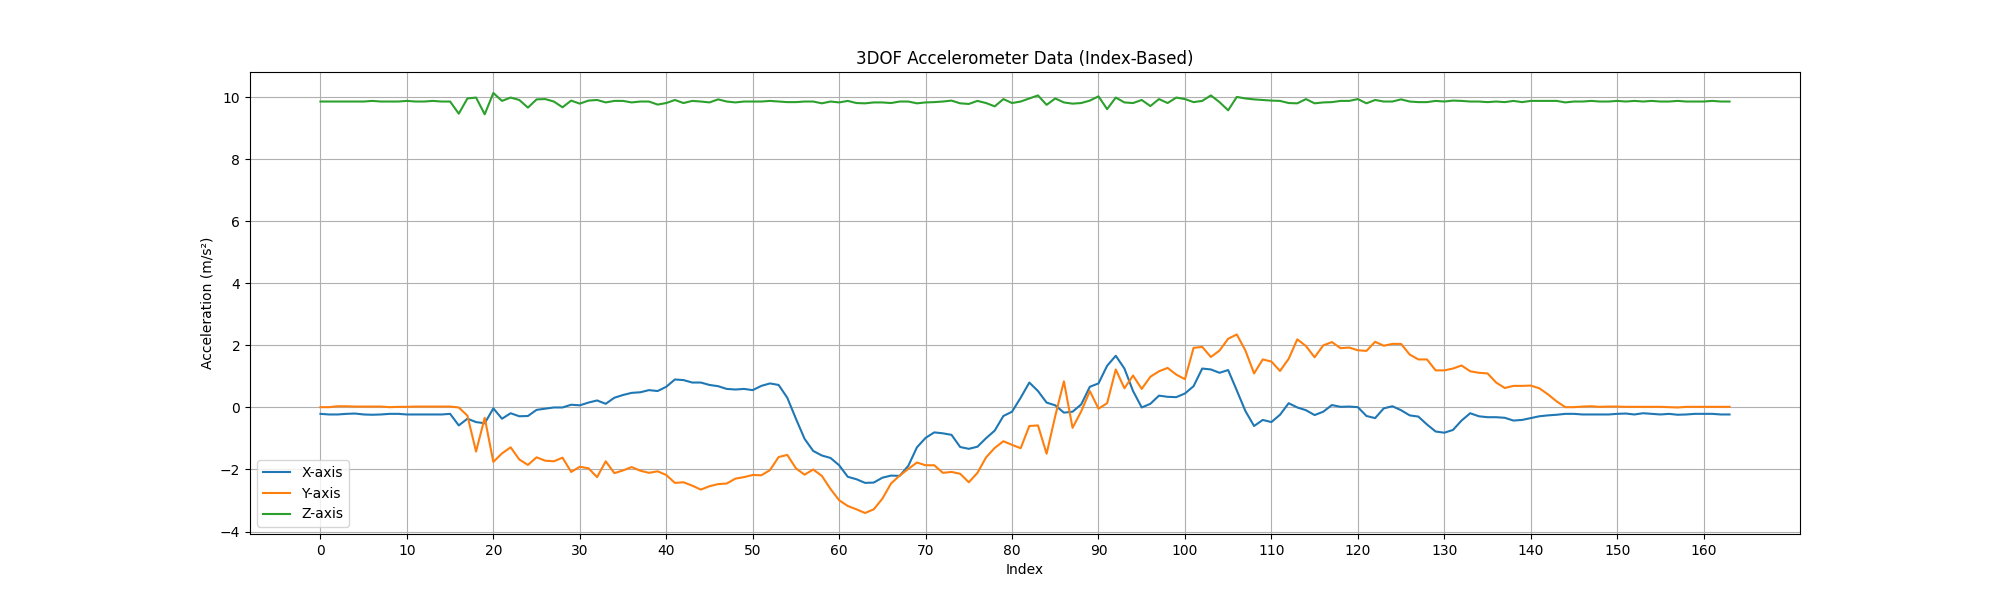 3DOF Accelerometer Data (Index-Based)
Acceleration (m/s²)
10
8
6
4
2
0
−2
−4
X-axis
Y-axis
Z-axis
0 10 20 30 40 50 60 70 80 90 100 110 120 130 140 150 160
Index